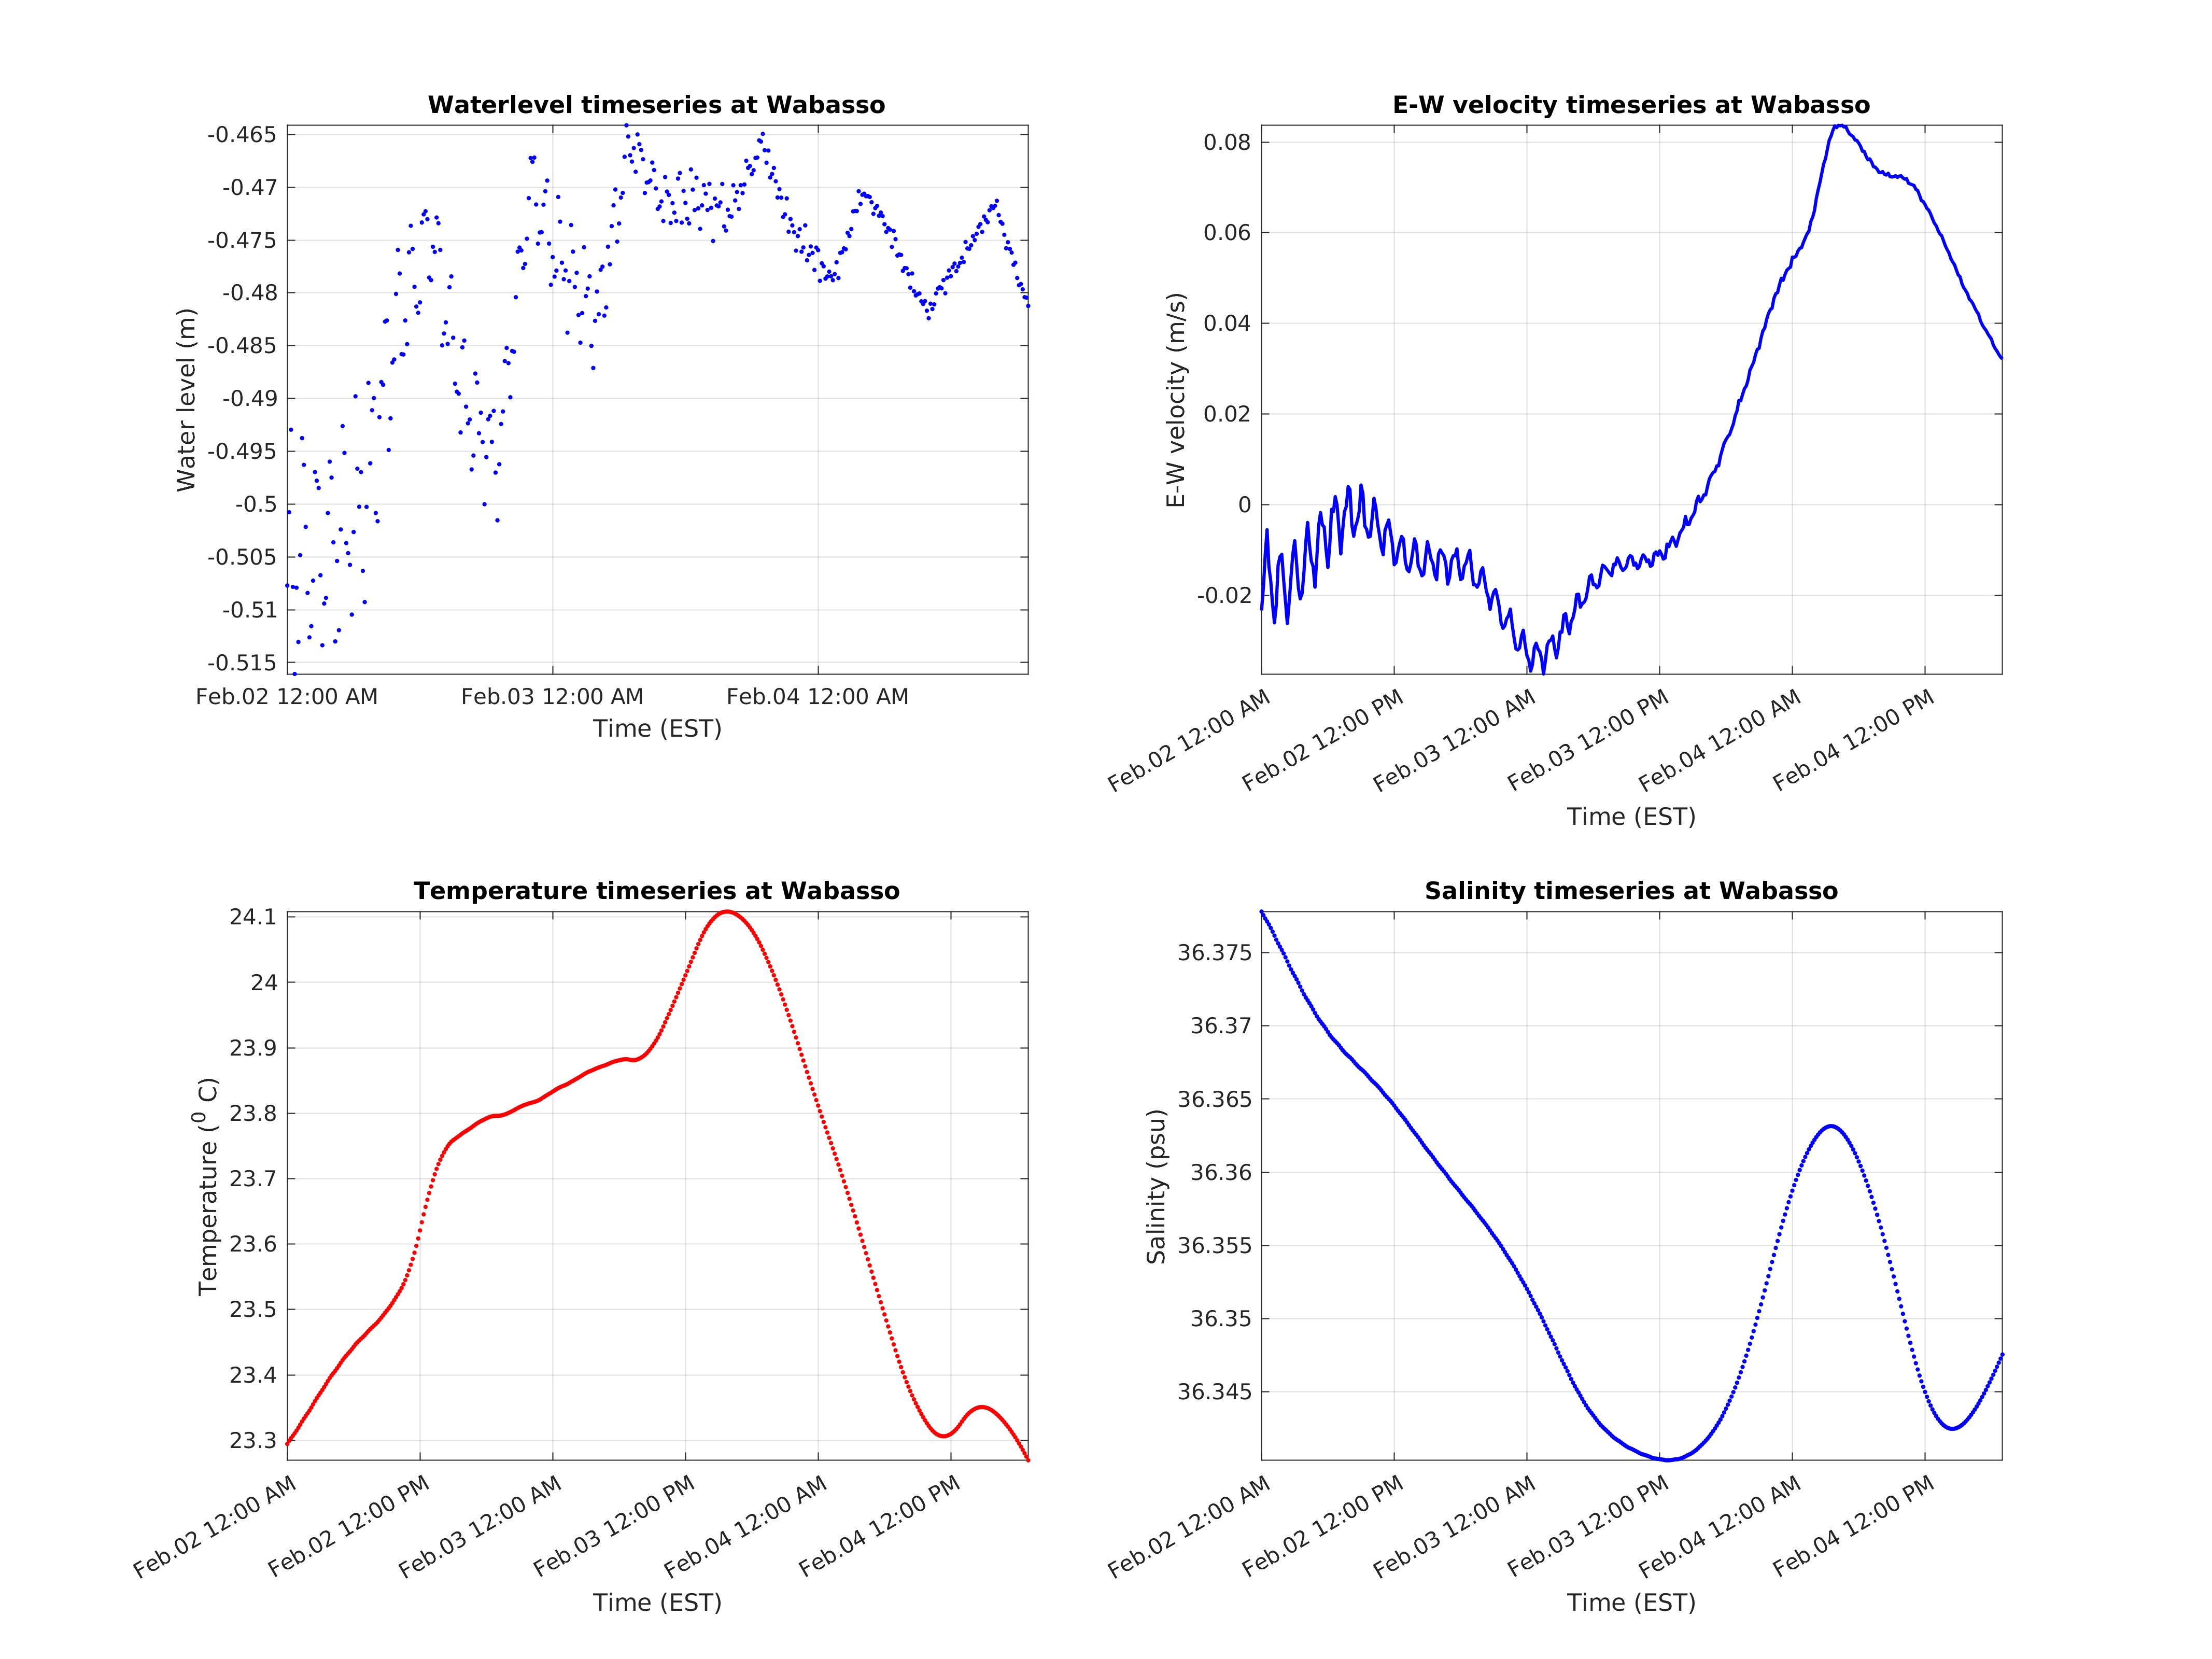 Waterlevel timeseries at Wabasso
-0.465
-0.47
-0.475
-0.48
-0.485
-0.49
-0.495
-0.5
-0.505
-0.51
-0.515
Water level (m)
Feb.02 12:00 AM
Feb.03 12:00 AM
Feb.04 12:00 AM
Time (EST)
E-W velocity timeseries at Wabasso
0.08
0.06
0.04
0.02
0
-0.02
E-W velocity (m/s)
Feb.02 12:00 AM
Feb.02 12:00 PM
Feb.03 12:00 AM
Feb.03 12:00 PM
Feb.04 12:00 AM
Feb.04 12:00 PM
Time (EST)
Temperature timeseries at Wabasso
24.1
24
23.9
23.8
23.7
23.6
23.5
23.4
23.3
Temperature (⁰ C)
Feb.02 12:00 AM
Feb.02 12:00 PM
Feb.03 12:00 AM
Feb.03 12:00 PM
Feb.04 12:00 AM
Feb.04 12:00 PM
Time (EST)
Salinity timeseries at Wabasso
36.375
36.37
36.365
36.36
36.355
36.35
36.345
Salinity (psu)
Feb.02 12:00 AM
Feb.02 12:00 PM
Feb.03 12:00 AM
Feb.03 12:00 PM
Feb.04 12:00 AM
Feb.04 12:00 PM
Time (EST)